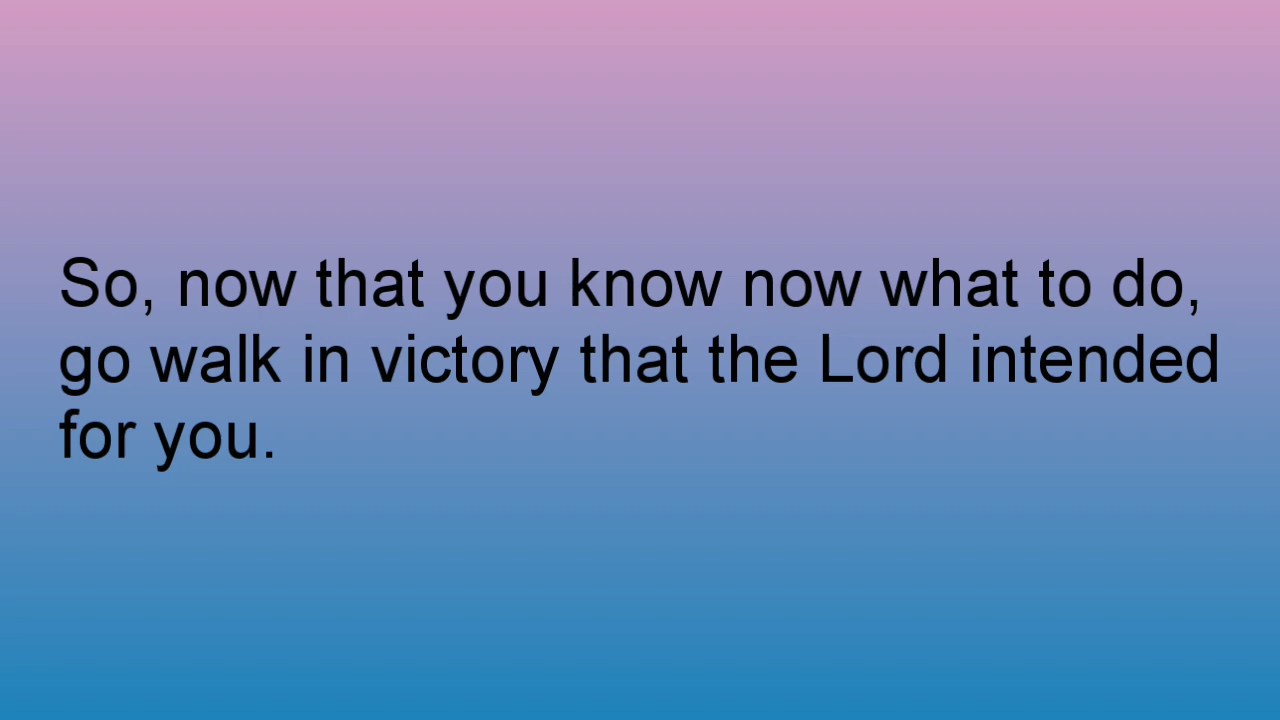 So, now that you know now what to do,
go walk in victory that the Lord intended
for you.